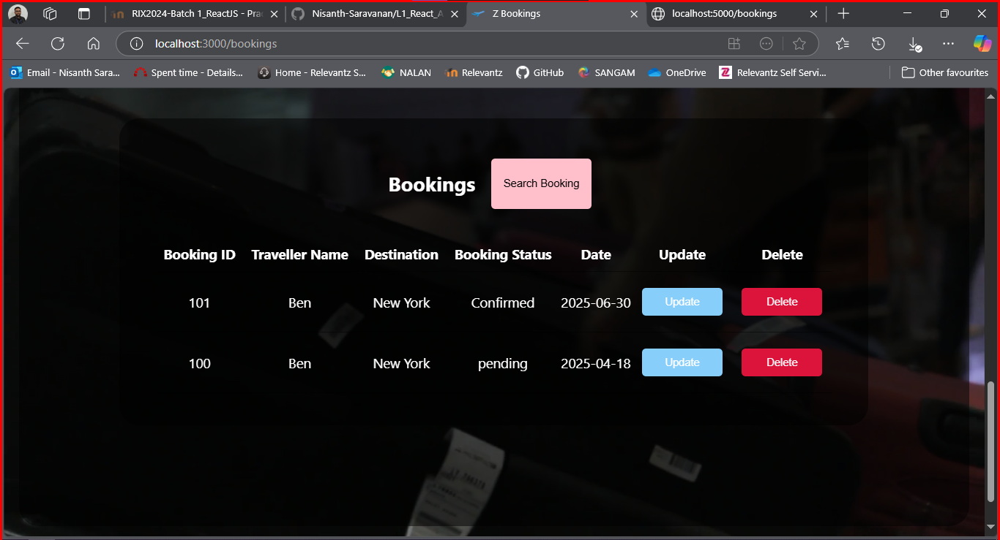 RIX2024-Batch 1_ReactJS - Prac
Nisanth-Saravanan/L1_React_A
Z Bookings
localhost:5000/bookings
localhost:3000/bookings
Email - Nisanth Sara...
Spent time - Details...
Home - Relevantz S...
NALAN
Relevantz
GitHub
SANGAM
OneDrive
Relevantz Self Servi...
Other favourites
Bookings Search Booking
Booking ID Traveller Name Destination Booking Status Date Update Delete
101 Ben New York Confirmed 2025-06-30 Update Delete
100 Ben New York pending 2025-04-18 Update Delete